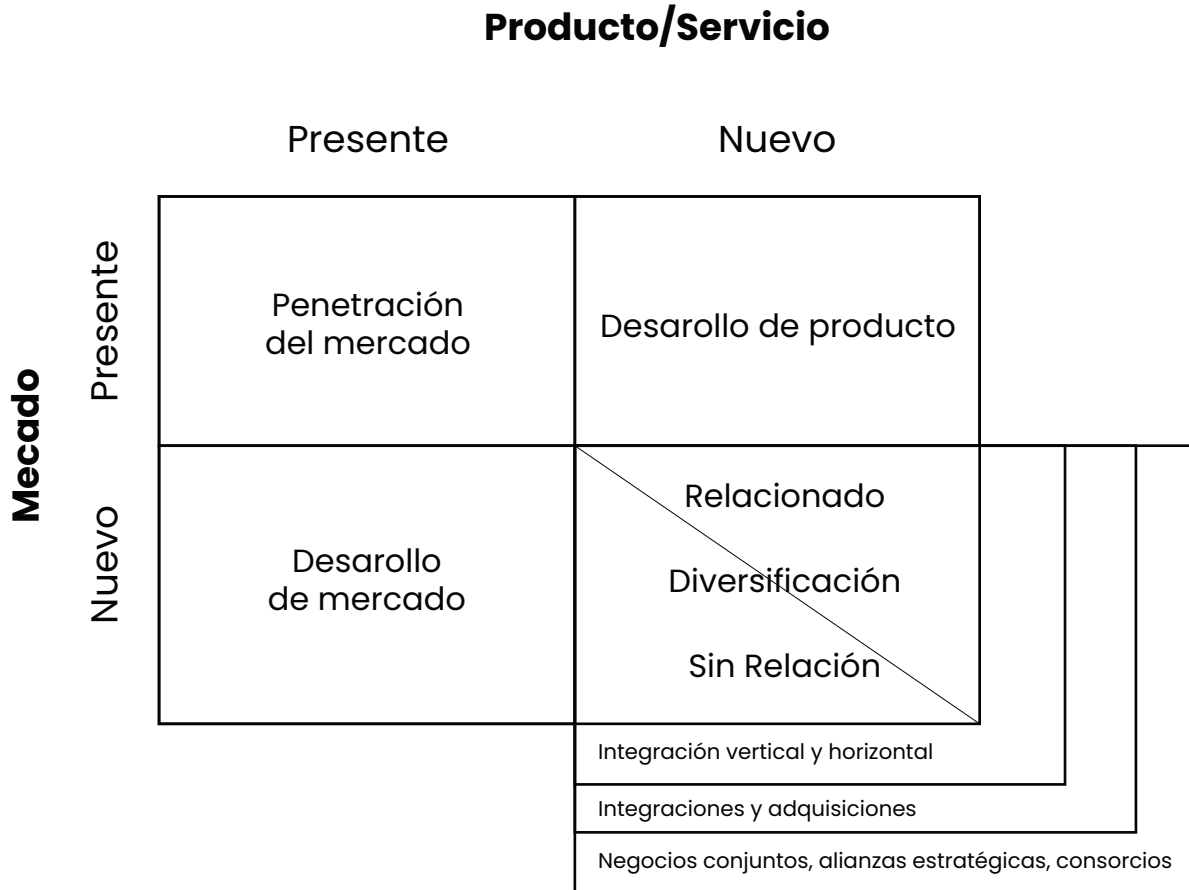 Producto/Servicio
Presente
Nuevo
Mecado
Presente
Penetración
del mercado
Desarollo de producto
Nuevo
Desarollo
de mercado
Relacionado
Diversificación
Sin Relación
Integración vertical y horizontal
Integraciones y adquisiciones
Negocios conjuntos, alianzas estratégicas, consorcios